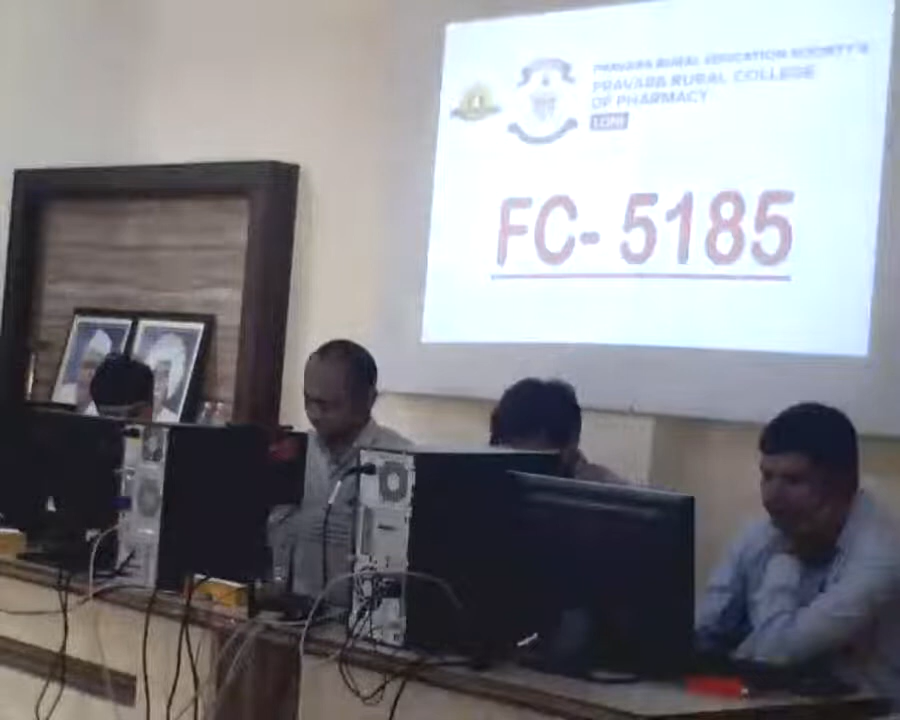 PRAVARA RURAL EDUCATION SOCIETY'S
PRAVARA RURAL COLLEGE
OF PHARMACY
LONI
FC- 5185